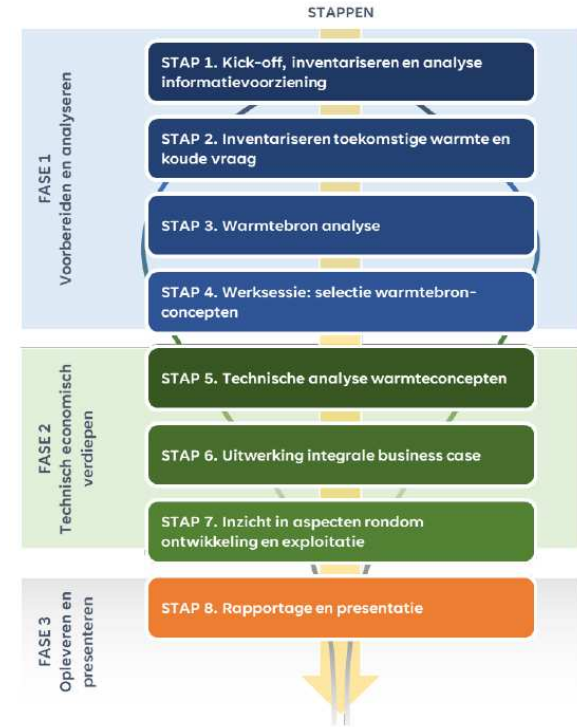 STAPPEN
FASE 1
Voorbereiden en analyseren
STAP 1. Kick-off, inventariseren en analyse
informatievoorziening
STAP 2. Inventariseren toekomstige warmte en
koude vraag
STAP 3. Warmtebron analyse
STAP 4. Werksessie: selectie warmtebron-
concepten
FASE 2
Technisch economisch
verdiepen
STAP 5. Technische analyse warmteconcepten
STAP 6. Uitwerking integrale business case
STAP 7. Inzicht in aspecten rondom
ontwikkeling en exploitatie
FASE 3
Opleveren en
presenteren
STAP 8. Rapportage en presentatie